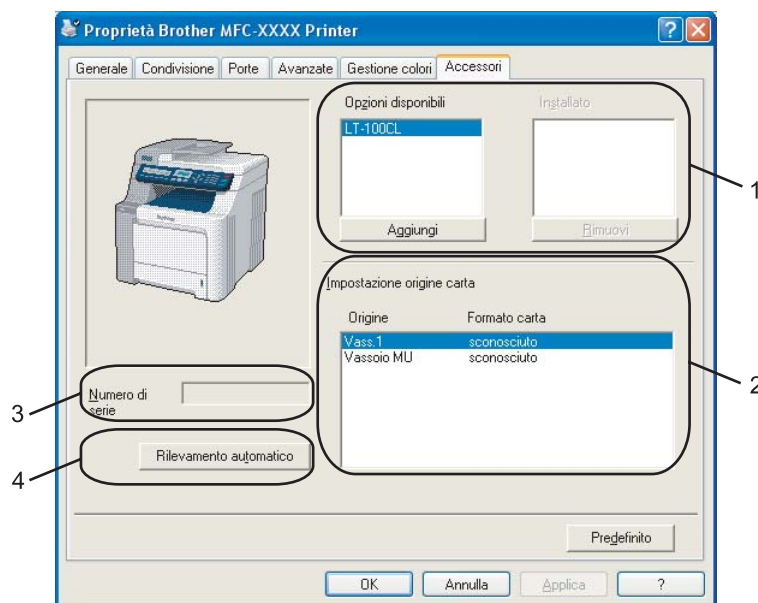 Proprietà Brother MFC-XXXX Printer
Generale Condivisione Porte Avanzate Gestione colori Accessori
Opzioni disponibili
Installato
LT-100CL
Aggiungi
Rimuovi
1
Impostazione origine carta
Origine Formato carta
Vass.1 sconosciuto
Vassoio MU sconosciuto
2
Numero di
serie
3
Rilevamento automatico
4
Predefinito
OK Annulla Applica ?